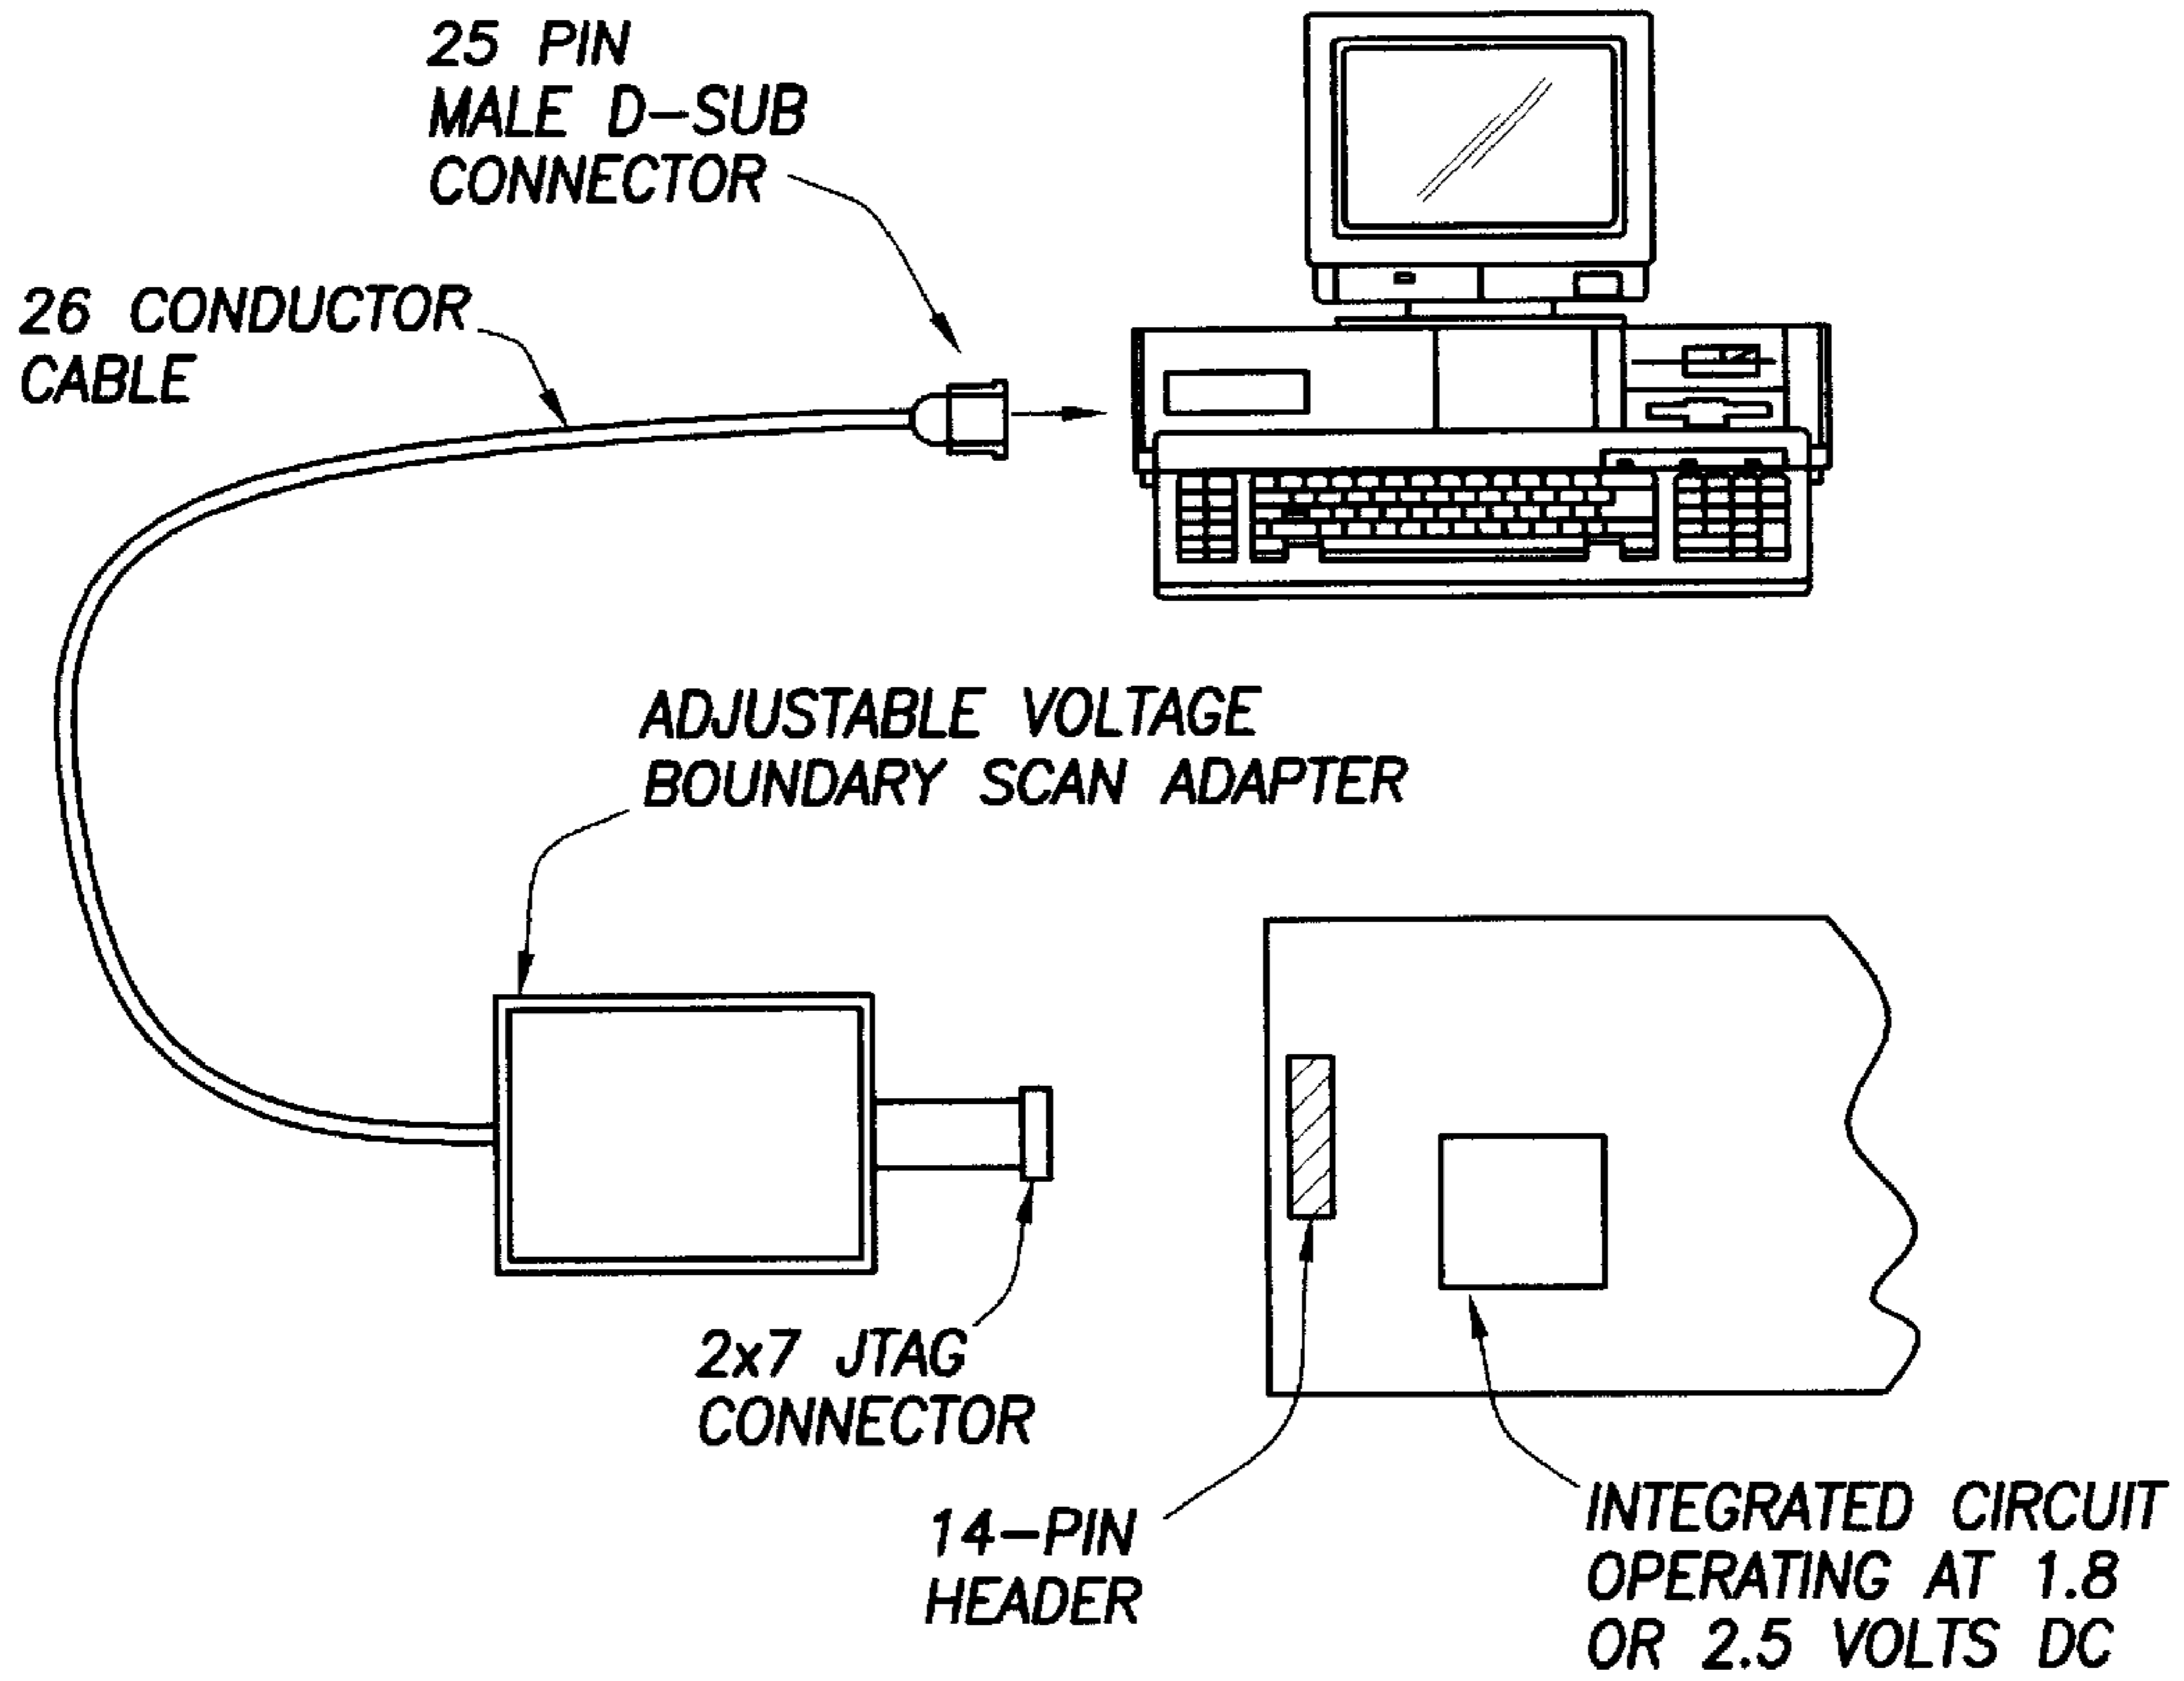 25 PIN
MALE D-SUB
CONNECTOR
26 CONDUCTOR
CABLE
ADJUSTABLE VOLTAGE
BOUNDARY SCAN ADAPTER
2x7 JTAG
CONNECTOR
14-PIN
HEADER
INTEGRATED CIRCUIT
OPERATING AT 1.8
OR 2.5 VOLTS DC